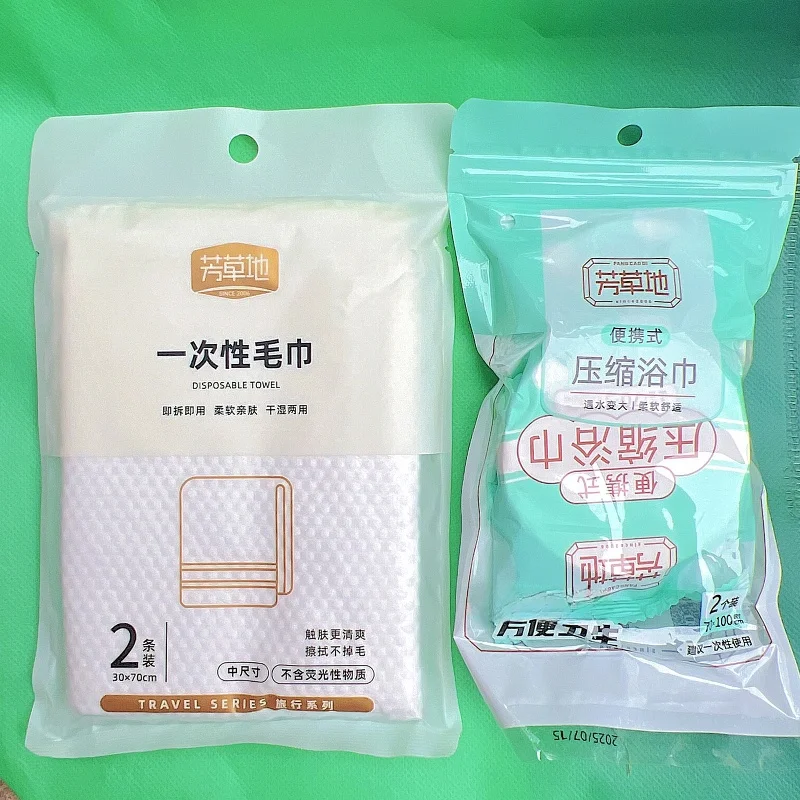 芳草地
SINCE 2006
一次性毛巾
DISPOSABLE TOWEL
即拆即用 柔软亲肤 干湿两用
2条装
30×70cm
触肤更清爽
擦拭不掉毛
中尺寸 不含荧光性物质
TRAVEL SERIES 旅行系列
FANG CAO DI
芳草地
since2006
便携式
压缩浴巾
遇水变大/柔软舒适
压缩浴巾
便携式
芳草地
方便卫生
2个装
建议一次性使用
2025/07/15